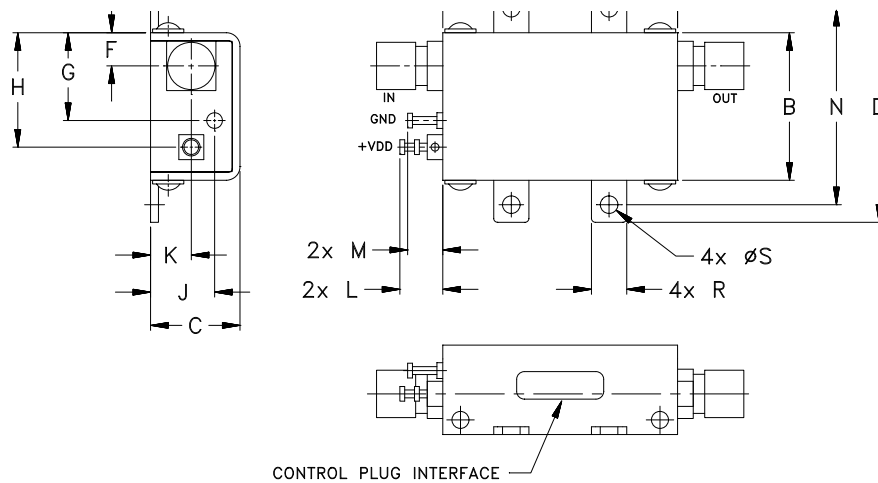 F
G
H
IN
OUT
GND
+VDD
B
N
D
K
J
C
2x M
2x L
4x ØS
4x R
CONTROL PLUG INTERFACE